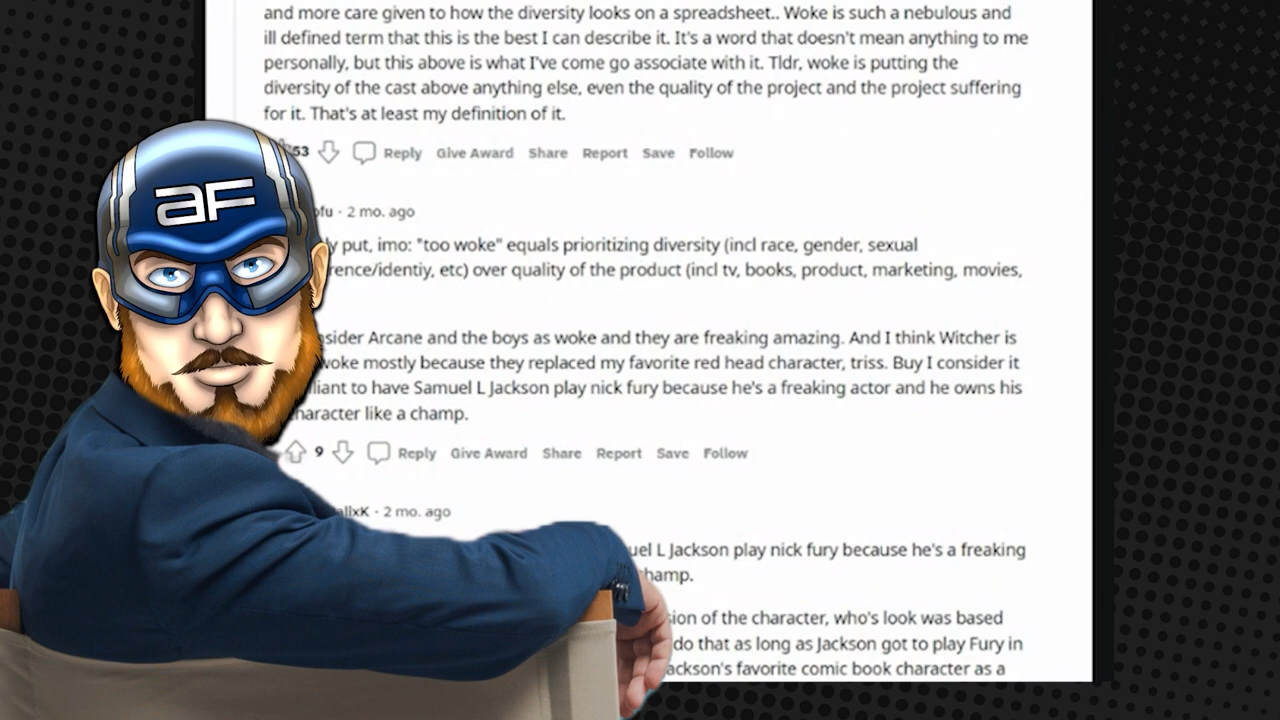 and more care given to how the diversity looks on a spreadsheet.. Woke is such a nebulous and
ill defined term that this is the best I can describe it. It's a word that doesn't mean anything to me
personally, but this above is what I've come go associate with it. Tldr, woke is putting the
diversity of the cast above anything else, even the quality of the project and the project suffering
for it. That's at least my definition of it.
53 Reply Give Award Share Report Save Follow
aF
ofu · 2 mo. ago
y put, imo: "too woke" equals prioritizing diversity (incl race, gender, sexual
rence/identiy, etc) over quality of the product (incl tv, books, product, marketing, movies,
sider Arcane and the boys as woke and they are freaking amazing. And I think Witcher is
woke mostly because they replaced my favorite red head character, triss. Buy I consider it
liant to have Samuel L Jackson play nick fury because he's a freaking actor and he owns his
character like a champ.
9 Reply Give Award Share Report Save Follow
allxK · 2 mo. ago
uel L Jackson play nick fury because he's a freaking
champ.
sion of the character, who's look was based
do that as long as Jackson got to play Fury in
ackson's favorite comic book character as a